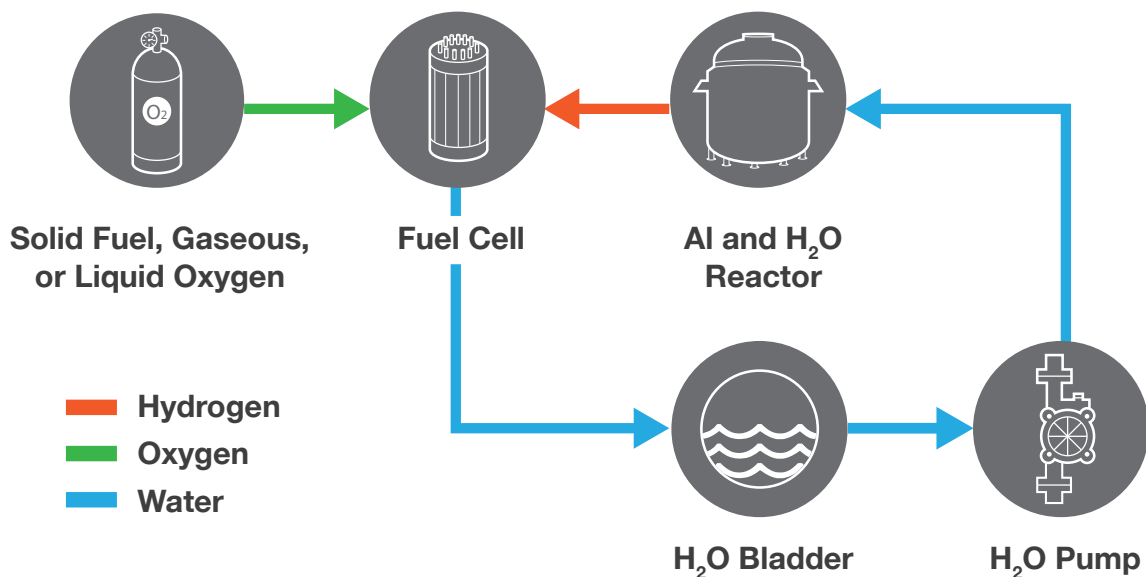 O₂
Solid Fuel, Gaseous,
or Liquid Oxygen
Fuel Cell
Al and H₂O
Reactor
Hydrogen
Oxygen
Water
H₂O Bladder
H₂O Pump